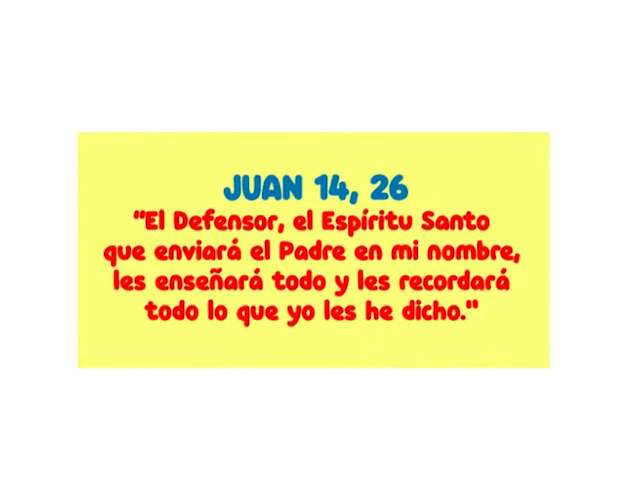 JUAN 14, 26
"El Defensor, el Espíritu Santo
que enviará el Padre en mi nombre,
les enseñará todo y les recordará
todo lo que yo les he dicho."